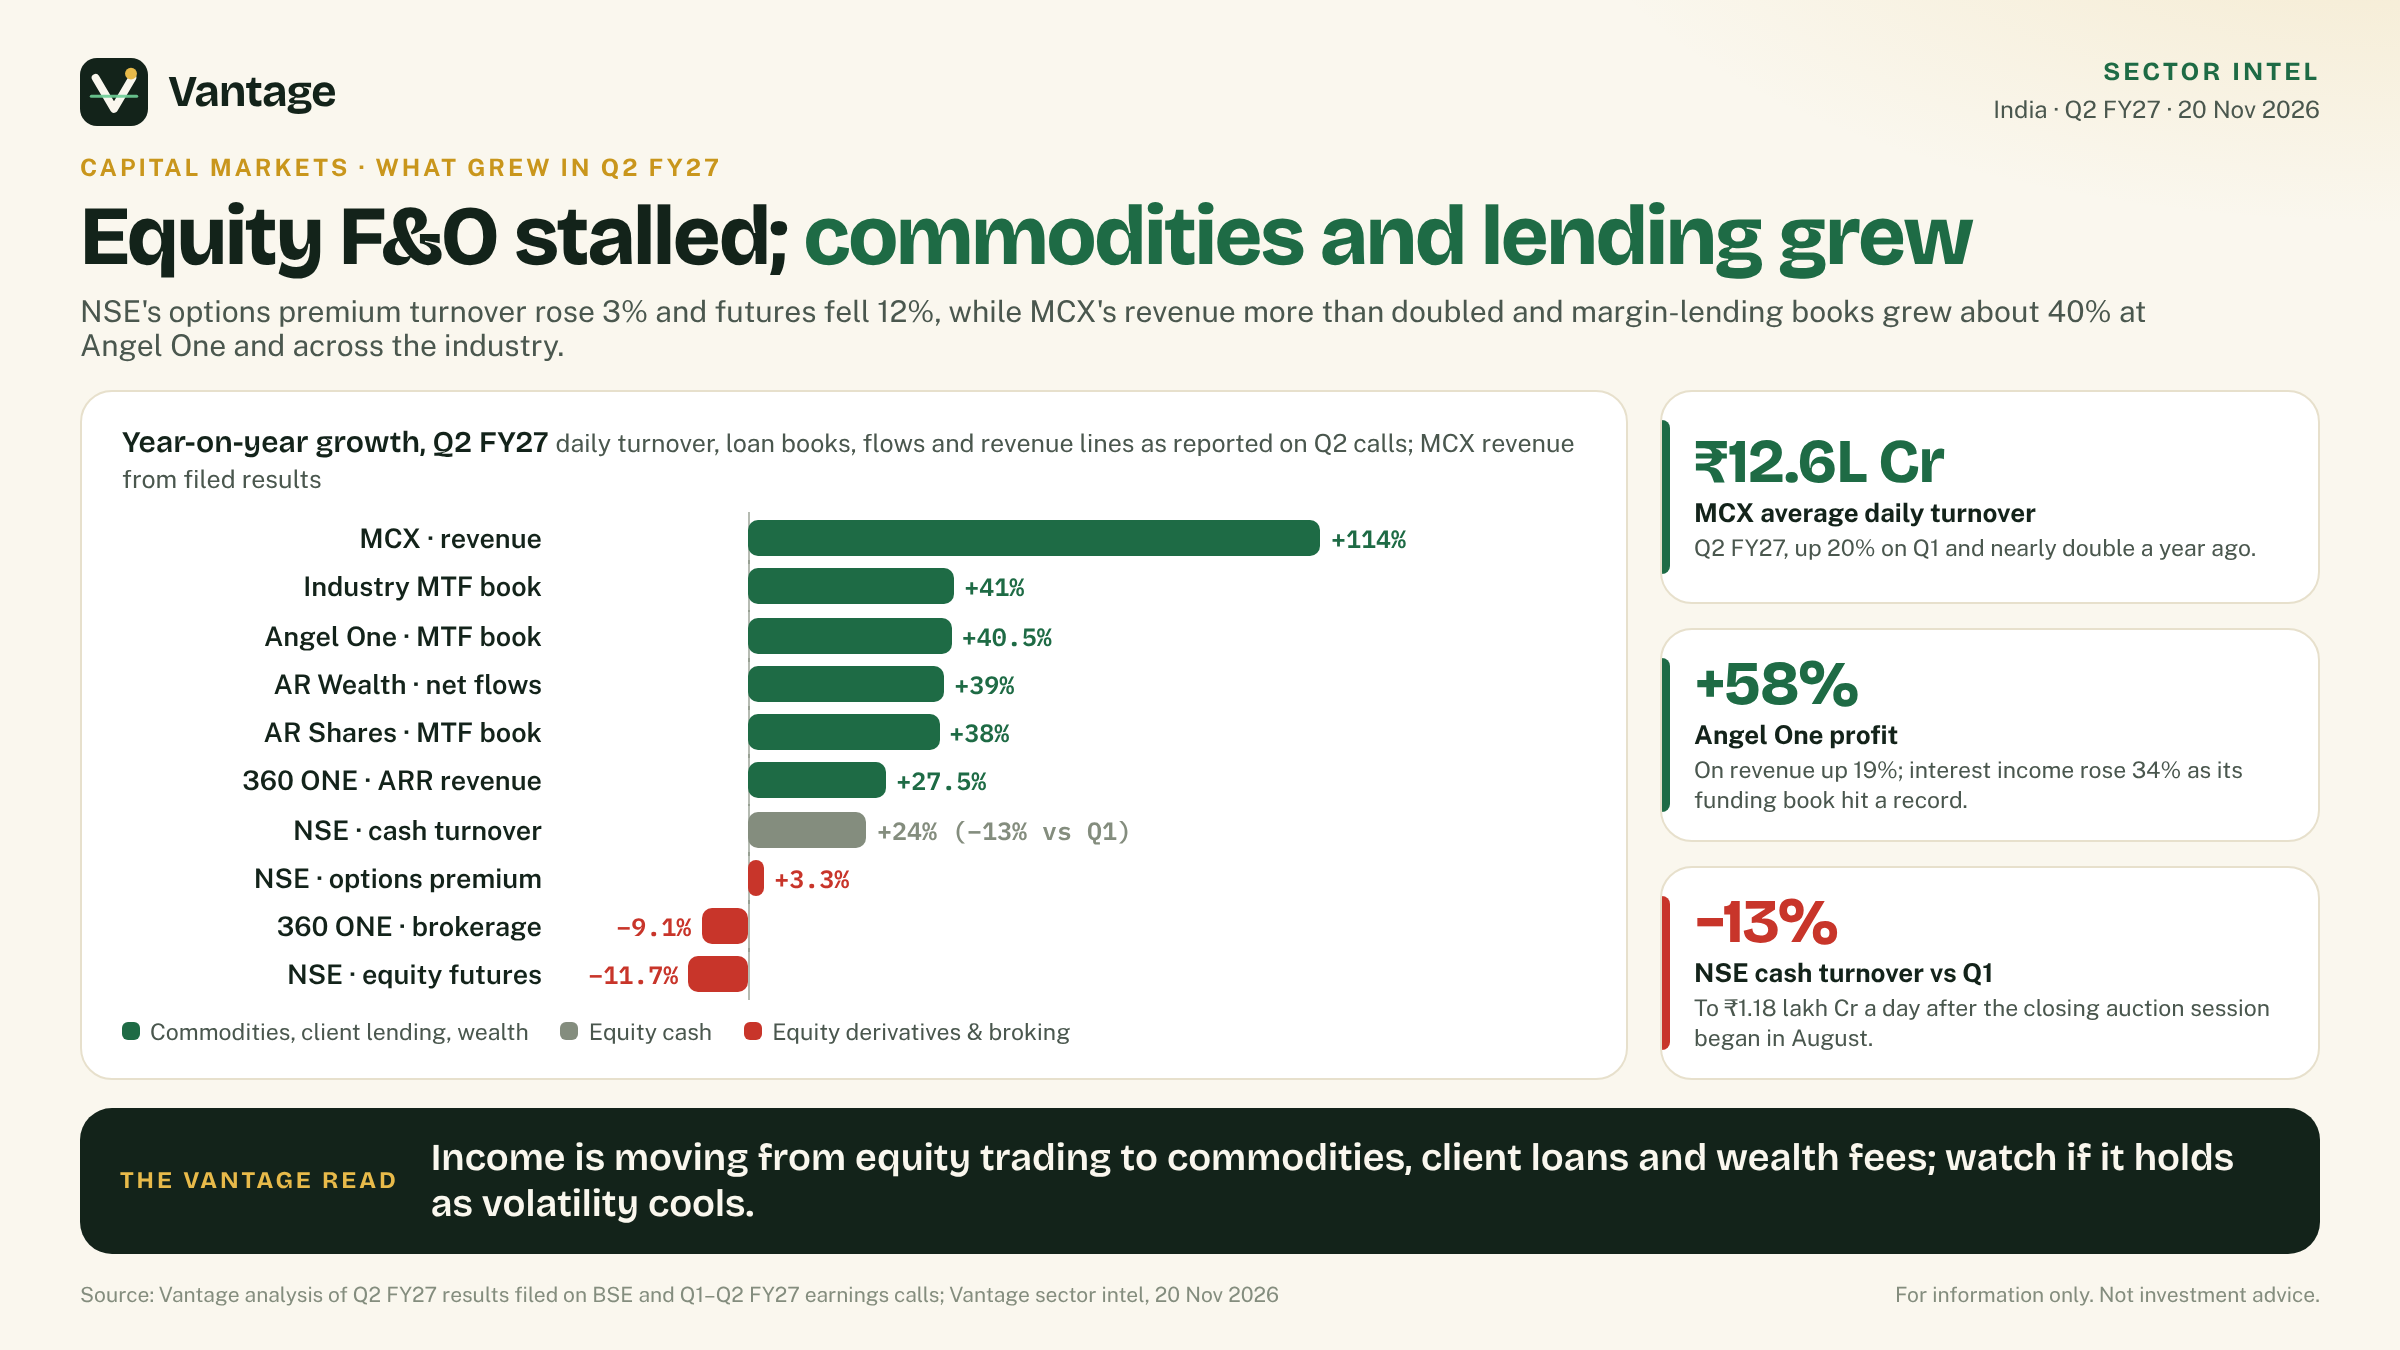 Vantage
SECTOR INTEL
India · Q2 FY27 · 20 Nov 2026
CAPITAL MARKETS · WHAT GREW IN Q2 FY27
Equity F&O stalled; commodities and lending grew
NSE's options premium turnover rose 3% and futures fell 12%, while MCX's revenue more than doubled and margin-lending books grew about 40% at
Angel One and across the industry.
Year-on-year growth, Q2 FY27 daily turnover, loan books, flows and revenue lines as reported on Q2 calls; MCX revenue
from filed results
MCX · revenue +114%
Industry MTF book +41%
Angel One · MTF book +40.5%
AR Wealth · net flows +39%
AR Shares · MTF book +38%
360 ONE · ARR revenue +27.5%
NSE · cash turnover +24% (−13% vs Q1)
NSE · options premium +3.3%
360 ONE · brokerage −9.1%
NSE · equity futures −11.7%
Commodities, client lending, wealth Equity cash Equity derivatives & broking
₹12.6L Cr
MCX average daily turnover
Q2 FY27, up 20% on Q1 and nearly double a year ago.
+58%
Angel One profit
On revenue up 19%; interest income rose 34% as its
funding book hit a record.
−13%
NSE cash turnover vs Q1
To ₹1.18 lakh Cr a day after the closing auction session
began in August.
THE VANTAGE READ
Income is moving from equity trading to commodities, client loans and wealth fees; watch if it holds
as volatility cools.
Source: Vantage analysis of Q2 FY27 results filed on BSE and Q1–Q2 FY27 earnings calls; Vantage sector intel, 20 Nov 2026
For information only. Not investment advice.